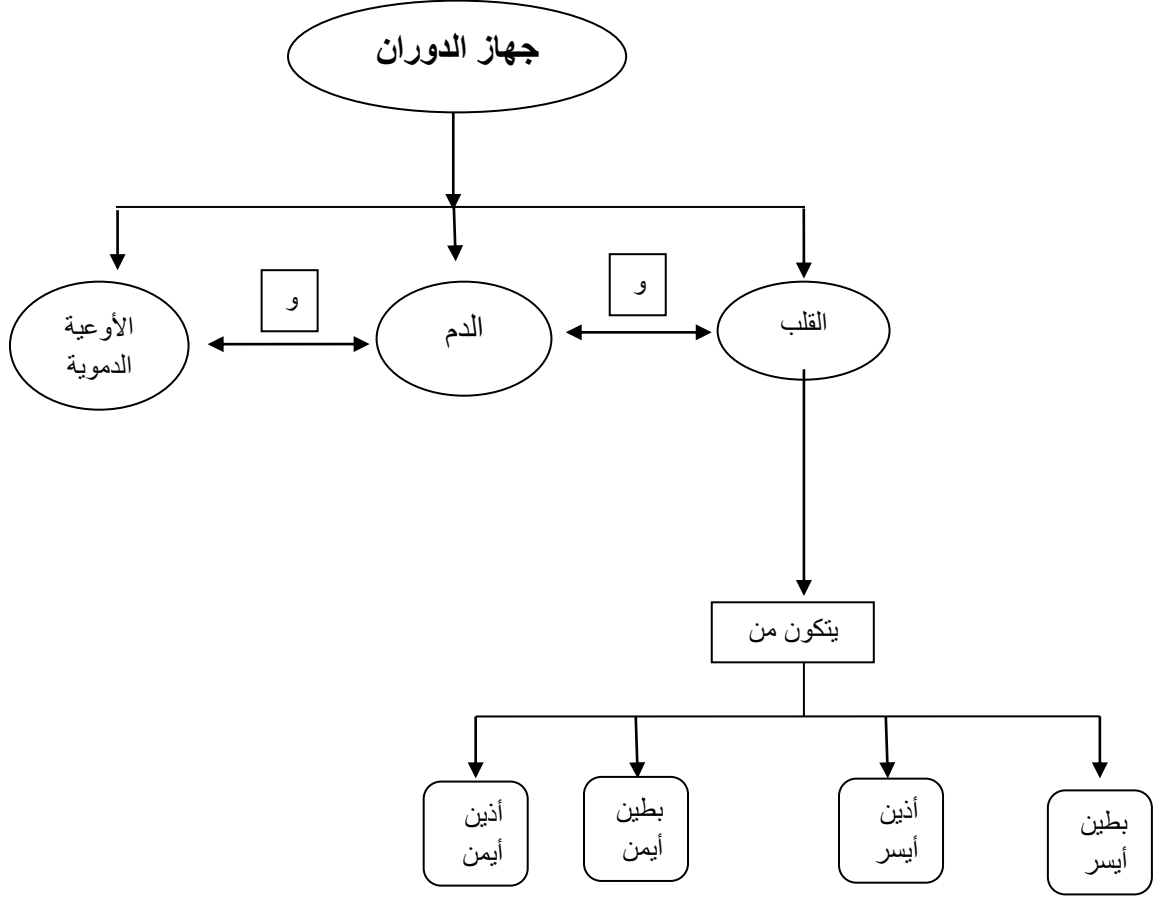 جهاز الدوران
القلب
و
الدم
و
الأوعية
الدموية
يتكون من
بطين
أيسر
أذين
أيسر
بطين
أيمن
أذين
أيمن